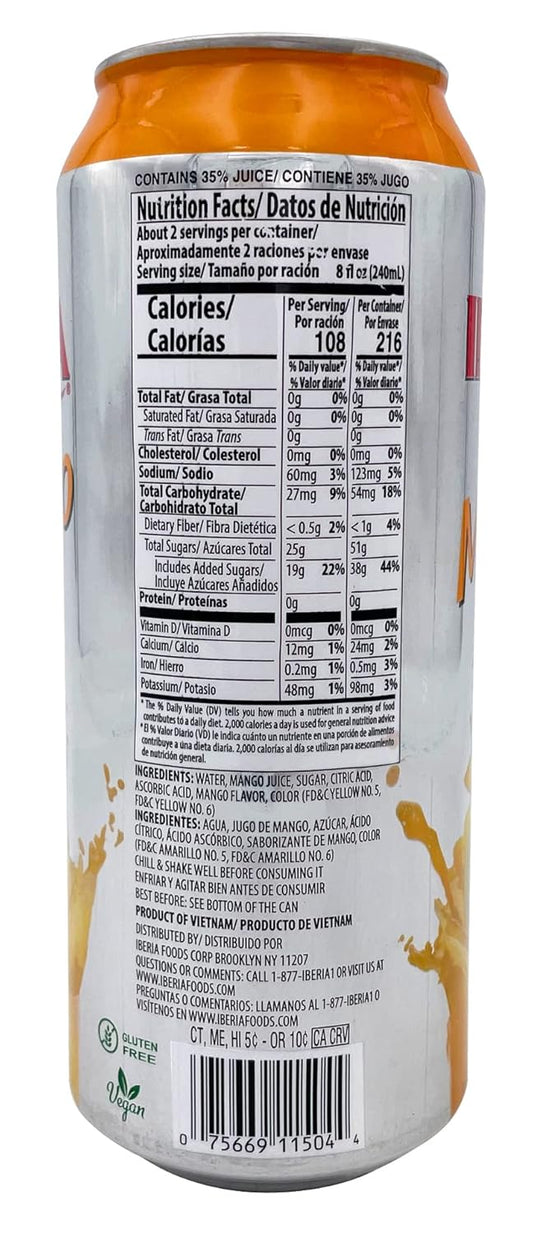 CONTAINS 35% JUICE/ CONTIENE 35% JUGO
Nutrition Facts/ Datos de Nutrición
About 2 servings per container/
Aproximadamente 2 raciones por envase
Serving size/ Tamaño por ración 8 fl oz (240mL)
Calories/
Calorías
Per Serving/
Por ración
108
Per Container/
Por Envase
216
% Daily value*/ % Daily value*/
% Valor diario* % Valor diario*
Total Fat/ Grasa Total 0g 0% 0g 0%
Saturated Fat/ Grasa Saturada 0g 0% 0g 0%
Trans Fat/ Grasa Trans 0g 0g
Cholesterol/ Colesterol 0mg 0% 0mg 0%
Sodium/ Sodio 60mg 3% 123mg 5%
Total Carbohydrate/ 27mg 9% 54mg 18%
Carbohidrato Total
Dietary Fiber/ Fibra Dietética < 0.5g 2% < 1g 4%
Total Sugars/ Azúcares Total 25g 51g
Includes Added Sugars/ 19g 22% 38g 44%
Incluye Azúcares Añadidos
Protein/ Proteínas 0g 0g
Vitamin D/ Vitamina D 0mcg 0% 0mcg 0%
Calcium/ Cálcio 12mg 1% 24mg 2%
Iron/ Hierro 0.2mg 1% 0.5mg 3%
Potassium/ Potasio 48mg 1% 98mg 3%
* The % Daily Value (DV) tells you how much a nutrient in a serving of food
contributes to a daily diet. 2,000 calories a day is used for general nutrition advice
* El % Valor Diario (VD) le indica cuánto un nutriente en una porción de alimentos
contribuye a una dieta diaria. 2,000 calorías al día se utilizan para asesoramiento
de nutrición general.
INGREDIENTS: WATER, MANGO JUICE, SUGAR, CITRIC ACID,
ASCORBIC ACID, MANGO FLAVOR, COLOR (FD&C YELLOW NO. 5,
FD&C YELLOW NO. 6)
INGREDIENTES: AGUA, JUGO DE MANGO, AZÚCAR, ÁCIDO
CÍTRICO, ÁCIDO ASCÓRBICO, SABORIZANTE DE MANGO, COLOR
(FD&C AMARILLO NO. 5, FD&C AMARILLO NO. 6)
CHILL & SHAKE WELL BEFORE CONSUMING IT
ENFRIAR Y AGITAR BIEN ANTES DE CONSUMIR
BEST BEFORE: SEE BOTTOM OF THE CAN
PRODUCT OF VIETNAM/ PRODUCTO DE VIETNAM
DISTRIBUTED BY/ DISTRIBUIDO POR
IBERIA FOODS CORP BROOKLYN NY 11207
QUESTIONS OR COMMENTS: CALL 1-877-IBERIA1 OR VISIT US AT
WWW.IBERIAFOODS.COM
PREGUNTAS O COMENTARIOS: LLAMANOS AL 1-877-IBERIA1 O
VISÍTENOS EN WWW.IBERIAFOODS.COM
CT, ME, HI 5¢ - OR 10¢ CA CRV
GLUTEN
FREE
Vegan
0 75669 11504 4